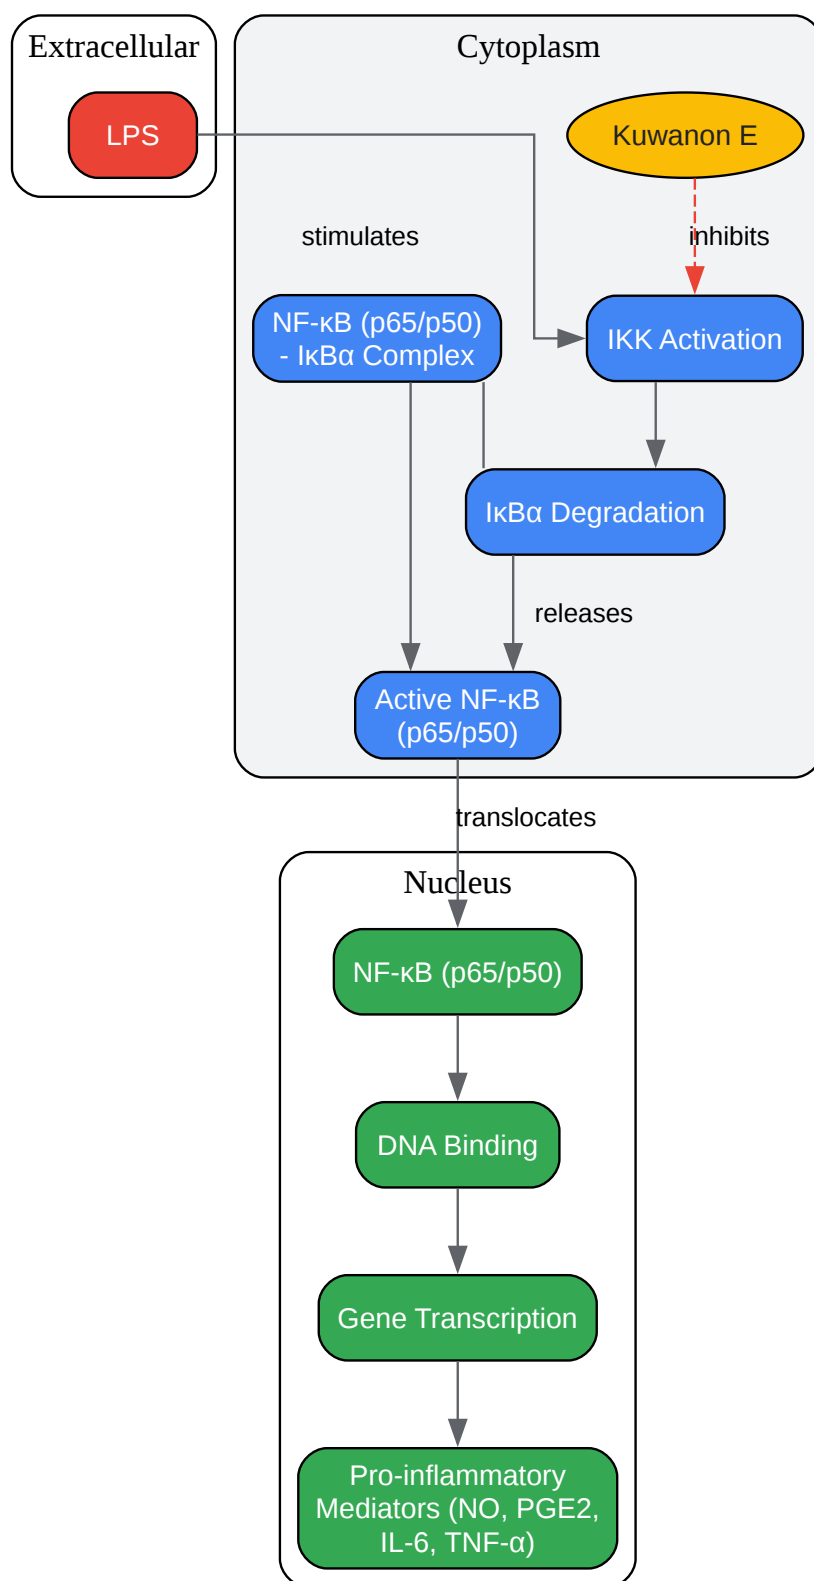 Extracellular
Cytoplasm
LPS
Kuwanon E
stimulates
inhibits
NF-κB (p65/p50)
- IκBα Complex
IKK Activation
IκBα Degradation
releases
Active NF-κB
(p65/p50)
translocates
Nucleus
NF-κB (p65/p50)
DNA Binding
Gene Transcription
Pro-inflammatory
Mediators (NO, PGE2,
IL-6, TNF-α)